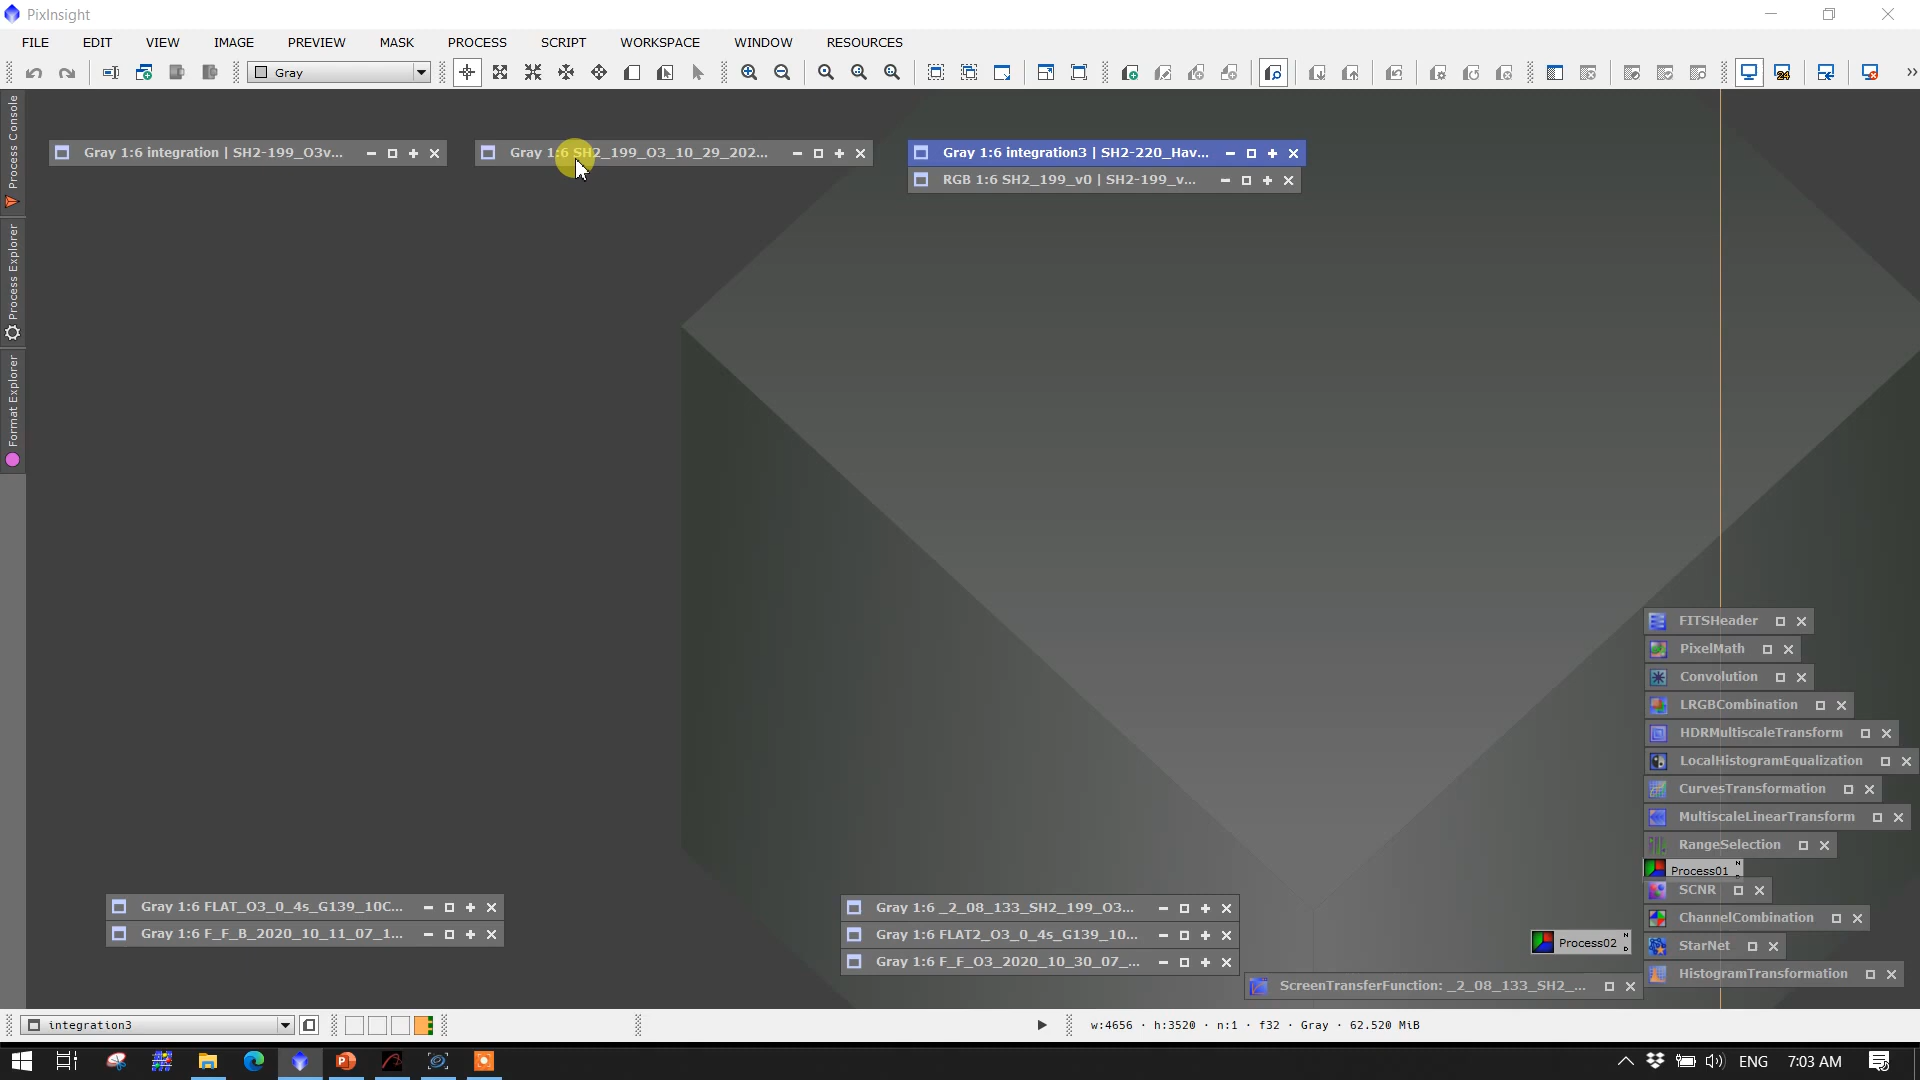 PixInsight
FILE EDIT VIEW IMAGE PREVIEW MASK PROCESS SCRIPT WORKSPACE WINDOW RESOURCES
Gray
24
Process Console
Process Explorer
Format Explorer
Gray 1:6 integration | SH2-199_O3v...
Gray 1:6 SH2_199_O3_10_29_202...
Gray 1:6 integration3 | SH2-220_Hav...
RGB 1:6 SH2_199_v0 | SH2-199_v...
FITSHeader
PixelMath
Convolution
LRGBCombination
HDRMultiscaleTransform
LocalHistogramEqualization
CurvesTransformation
MultiscaleLinearTransform
RangeSelection
Process01
N
SCNR
ChannelCombination
StarNet
HistogramTransformation
Process02
N
D
Gray 1:6 FLAT_O3_0_4s_G139_10C...
Gray 1:6 F_F_B_2020_10_11_07_1...
Gray 1:6 _2_08_133_SH2_199_O3...
Gray 1:6 FLAT2_O3_0_4s_G139_10...
Gray 1:6 F_F_O3_2020_10_30_07_...
ScreenTransferFunction: _2_08_133_SH2_...
integration3
w:4656 · h:3520 · n:1 · f32 · Gray · 62.520 MiB
ENG 7:03 AM